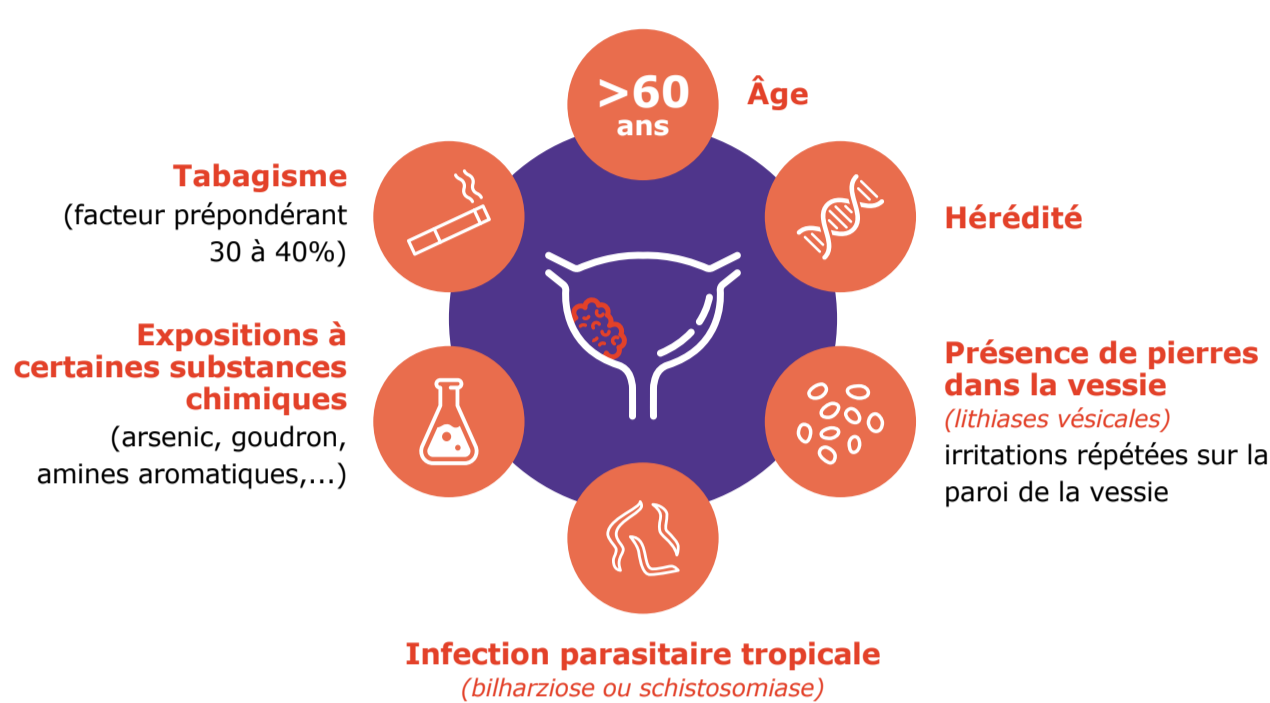 >60
ans
Âge
Hérédité
Présence de pierres
dans la vessie
(lithiases vésicales)
irritations répétées sur la
paroi de la vessie
Infection parasitaire tropicale
(bilharziose ou schistosomiase)
Expositions à
certaines substances
chimiques
(arsenic, goudron,
amines aromatiques,...)
Tabagisme
(facteur prépondérant
30 à 40%)